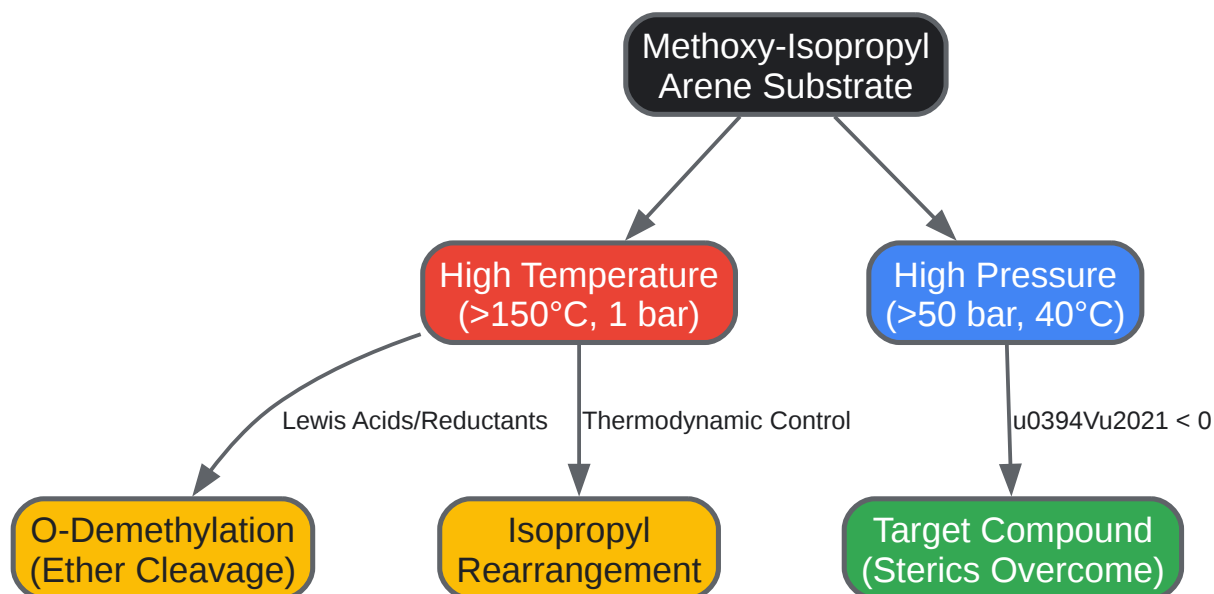 Methoxy-Isopropyl
Arene Substrate
High Temperature
(>150°C, 1 bar)
High Pressure
(>50 bar, 40°C)
Lewis Acids/Reductants
Thermodynamic Control
u0394Vu2021 < 0
O-Demethylation
(Ether Cleavage)
Isopropyl
Rearrangement
Target Compound
(Sterics Overcome)